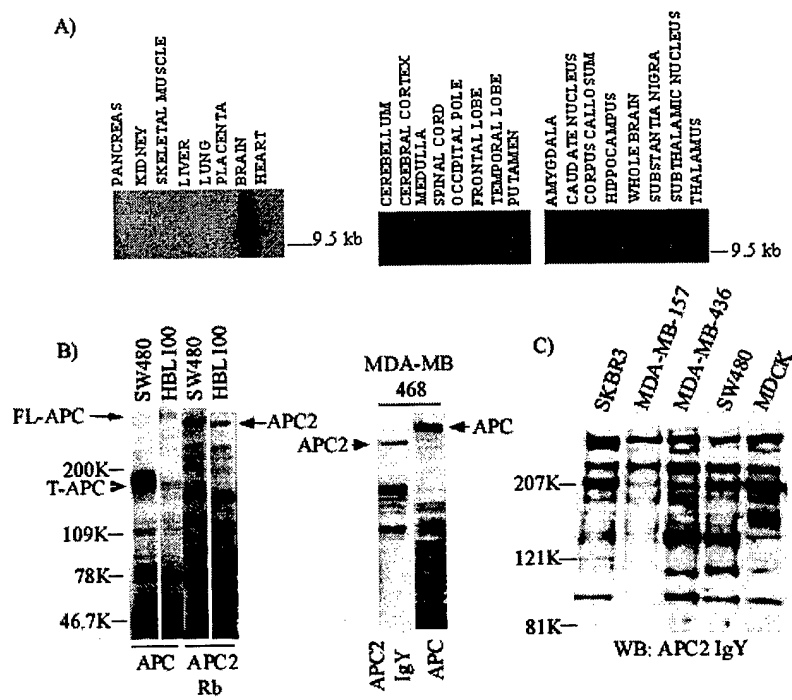 A)
PANCREAS
KIDNEY
SKELETAL MUSCLE
LIVER
LUNG
PLACENTA
BRAIN
HEART
9.5 kb
CEREBELLUM
CEREBRAL CORTEX
MEDULLA
SPINAL CORD
OCCIPITAL POLE
FRONTAL LOBE
TEMPORAL LOBE
PUTAMEN
AMYGDALA
CAUDATE NUCLEUS
CORPUS CALLOSUM
HIPPOCAMPUS
WHOLE BRAIN
SUBSTANTIA NIGRA
SUBTHALAMIC NUCLEUS
THALAMUS
9.5 kb
B)
SW480
HBL100
SW480
HBL100
FL-APC
APC2
200K
T-APC
109K
78K
46.7K
APC
APC2
Rb
MDA-MB
468
APC2
APC
APC2
IgY
APC
C)
SKBR3
MDA-MB-157
MDA-MB-436
SW480
MDCK
207K
121K
81K
WB: APC2 IgY